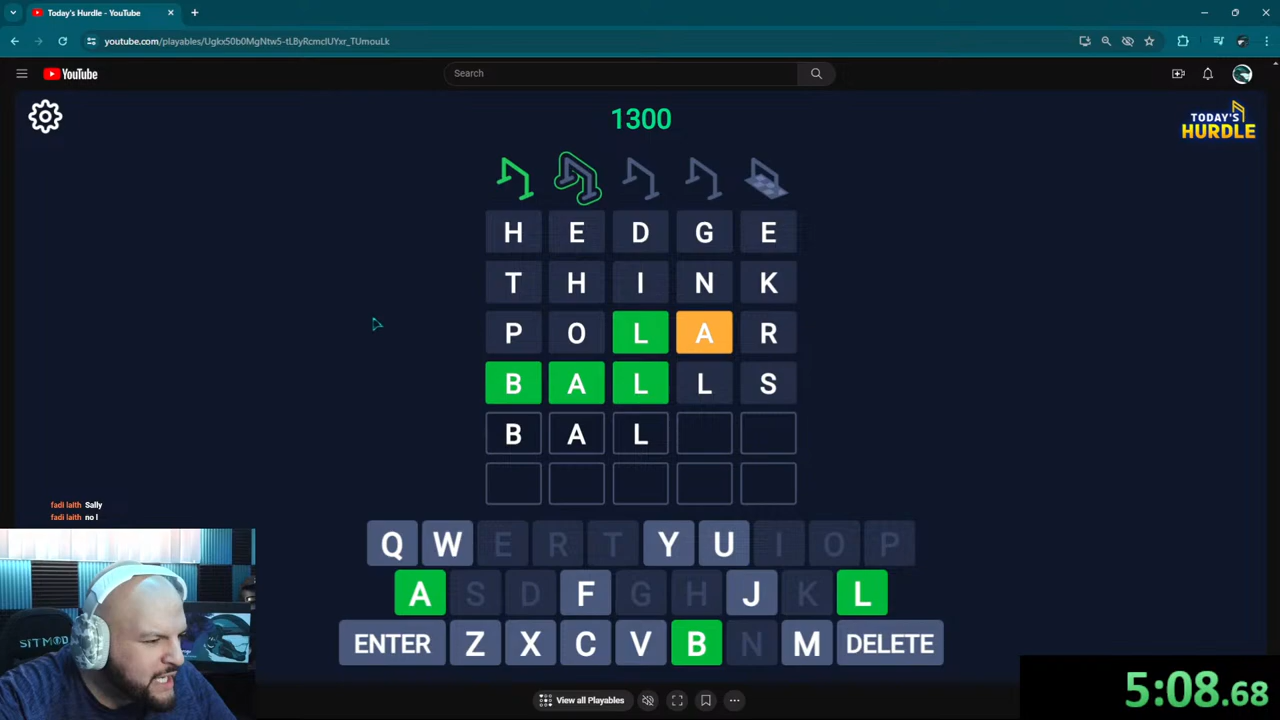 Today's Hurdle - YouTube
youtube.com/playables/Ugkx50b0MgNtw5-tLByRcmclUYxr_TUmouLk
YouTube
Search
1300
TODAY'S
HURDLE
H E D G E
T H I N K
P O L A R
B A L L S
B A L
fadi laith Sally
fadi laith no l
Q W E R T Y U I O P
A S D F G H J K L
ENTER Z X C V B N M DELETE
SITMOD
View all Playables
5:08.68